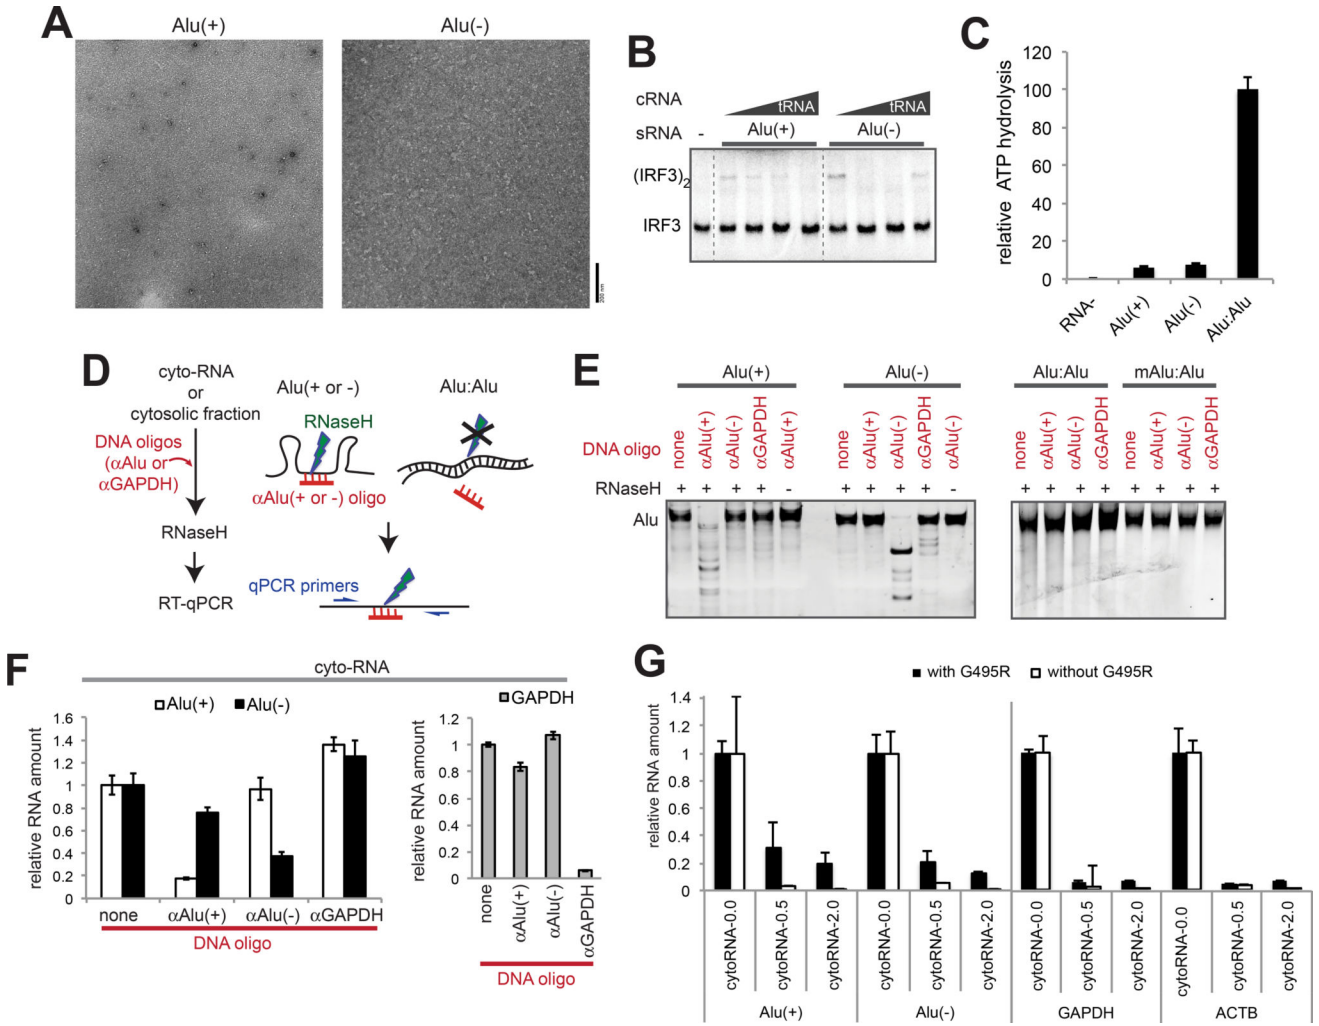 A
Alu(+)
Alu(-)
200 nm
B
cRNA
tRNA
tRNA
sRNA
-
Alu(+)
Alu(-)
(IRF3)2
IRF3
C
relative ATP hydrolysis
120
100
80
60
40
20
0
RNA-
Alu(+)
Alu(-)
Alu:Alu
D
cyto-RNA
or
cytosolic fraction
DNA oligos
(αAlu or
αGAPDH)
RNaseH
RT-qPCR
Alu(+ or -)
Alu:Alu
RNaseH
αAlu(+ or -) oligo
qPCR primers
E
Alu(+)
Alu(-)
Alu:Alu
mAlu:Alu
DNA oligo
none
αAlu(+)
αAlu(-)
αGAPDH
αAlu(+)
none
αAlu(+)
αAlu(-)
αGAPDH
αAlu(-)
none
αAlu(+)
αAlu(-)
αGAPDH
none
αAlu(+)
αAlu(-)
αGAPDH
RNaseH
+ + + + -
+ + + + -
+ + + + + + + +
Alu
F
cyto-RNA
Alu(+)
Alu(-)
relative RNA amount
1.6
1.4
1.2
1
0.8
0.6
0.4
0.2
0
none
αAlu(+)
αAlu(-)
αGAPDH
DNA oligo
GAPDH
relative RNA amount
1.2
1
0.8
0.6
0.4
0.2
0
none
αAlu(+)
αAlu(-)
αGAPDH
DNA oligo
G
with G495R
without G495R
relative RNA amount
1.4
1.2
1
0.8
0.6
0.4
0.2
0
cytoRNA-0.0
cytoRNA-0.5
cytoRNA-2.0
cytoRNA-0.0
cytoRNA-0.5
cytoRNA-2.0
cytoRNA-0.0
cytoRNA-0.5
cytoRNA-2.0
cytoRNA-0.0
cytoRNA-0.5
cytoRNA-2.0
Alu(+)
Alu(-)
GAPDH
ACTB